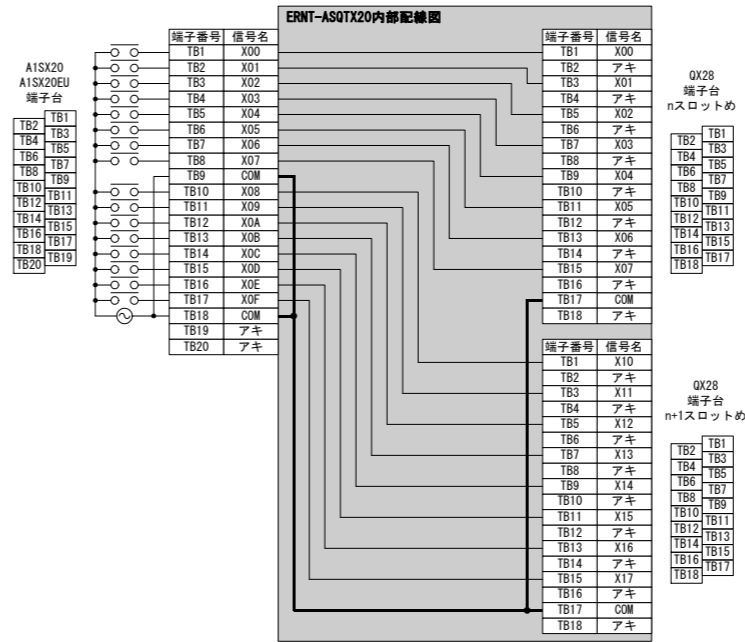 ERNT-ASQTX20内部配線図
A1SX20
A1SX20EU
端子台
TB1
TB2
TB3
TB4
TB5
TB6
TB7
TB8
TB9
TB10
TB11
TB12
TB13
TB14
TB15
TB16
TB17
TB18
TB19
TB20
端子番号 信号名
TB1 X00
TB2 X01
TB3 X02
TB4 X03
TB5 X04
TB6 X05
TB7 X06
TB8 X07
TB9 COM
TB10 X08
TB11 X09
TB12 X0A
TB13 X0B
TB14 X0C
TB15 X0D
TB16 X0E
TB17 X0F
TB18 COM
TB19 アキ
TB20 アキ
端子番号 信号名
TB1 X00
TB2 アキ
TB3 X01
TB4 アキ
TB5 X02
TB6 アキ
TB7 X03
TB8 アキ
TB9 X04
TB10 アキ
TB11 X05
TB12 アキ
TB13 X06
TB14 アキ
TB15 X07
TB16 アキ
TB17 COM
TB18 アキ
QX28
端子台
nスロットめ
TB1
TB2
TB3
TB4
TB5
TB6
TB7
TB8
TB9
TB10
TB11
TB12
TB13
TB14
TB15
TB16
TB17
TB18
端子番号 信号名
TB1 X10
TB2 アキ
TB3 X11
TB4 アキ
TB5 X12
TB6 アキ
TB7 X13
TB8 アキ
TB9 X14
TB10 アキ
TB11 X15
TB12 アキ
TB13 X16
TB14 アキ
TB15 X17
TB16 アキ
TB17 COM
TB18 アキ
QX28
端子台
n+1スロットめ
TB1
TB2
TB3
TB4
TB5
TB6
TB7
TB8
TB9
TB10
TB11
TB12
TB13
TB14
TB15
TB16
TB17
TB18